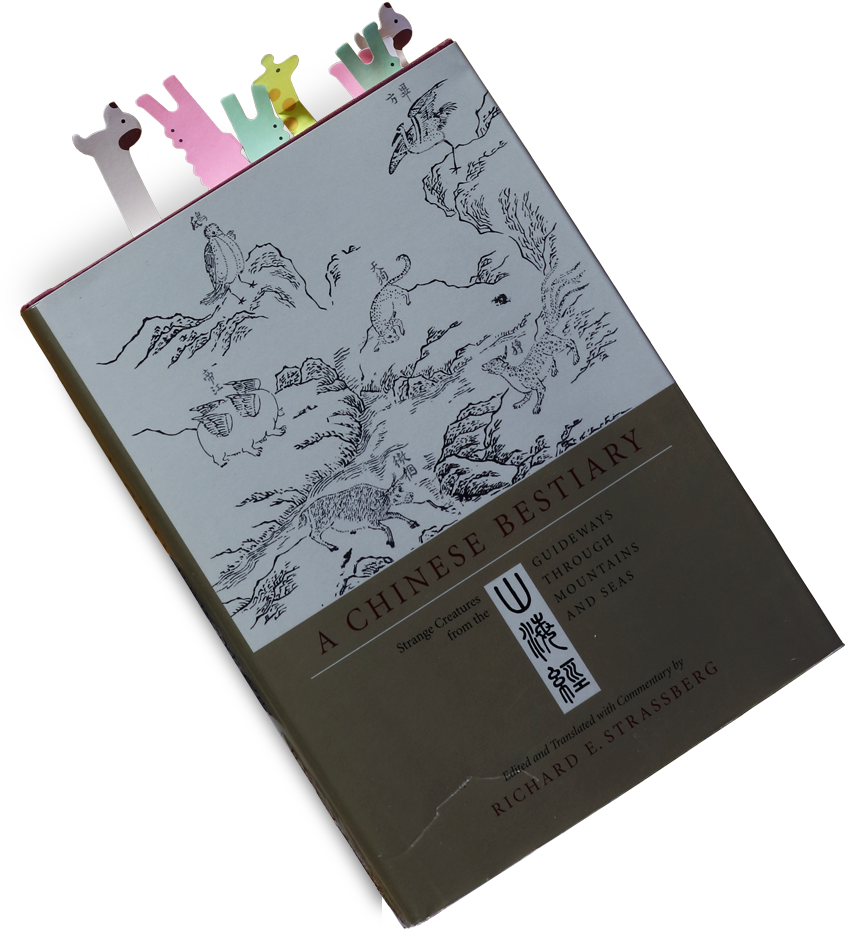 A CHINESE BESTIARY
Strange Creatures
from the
山海經
GUIDEWAYS
THROUGH
MOUNTAINS
AND SEAS
Edited and Translated with Commentary by
RICHARD E. STRASSBERG